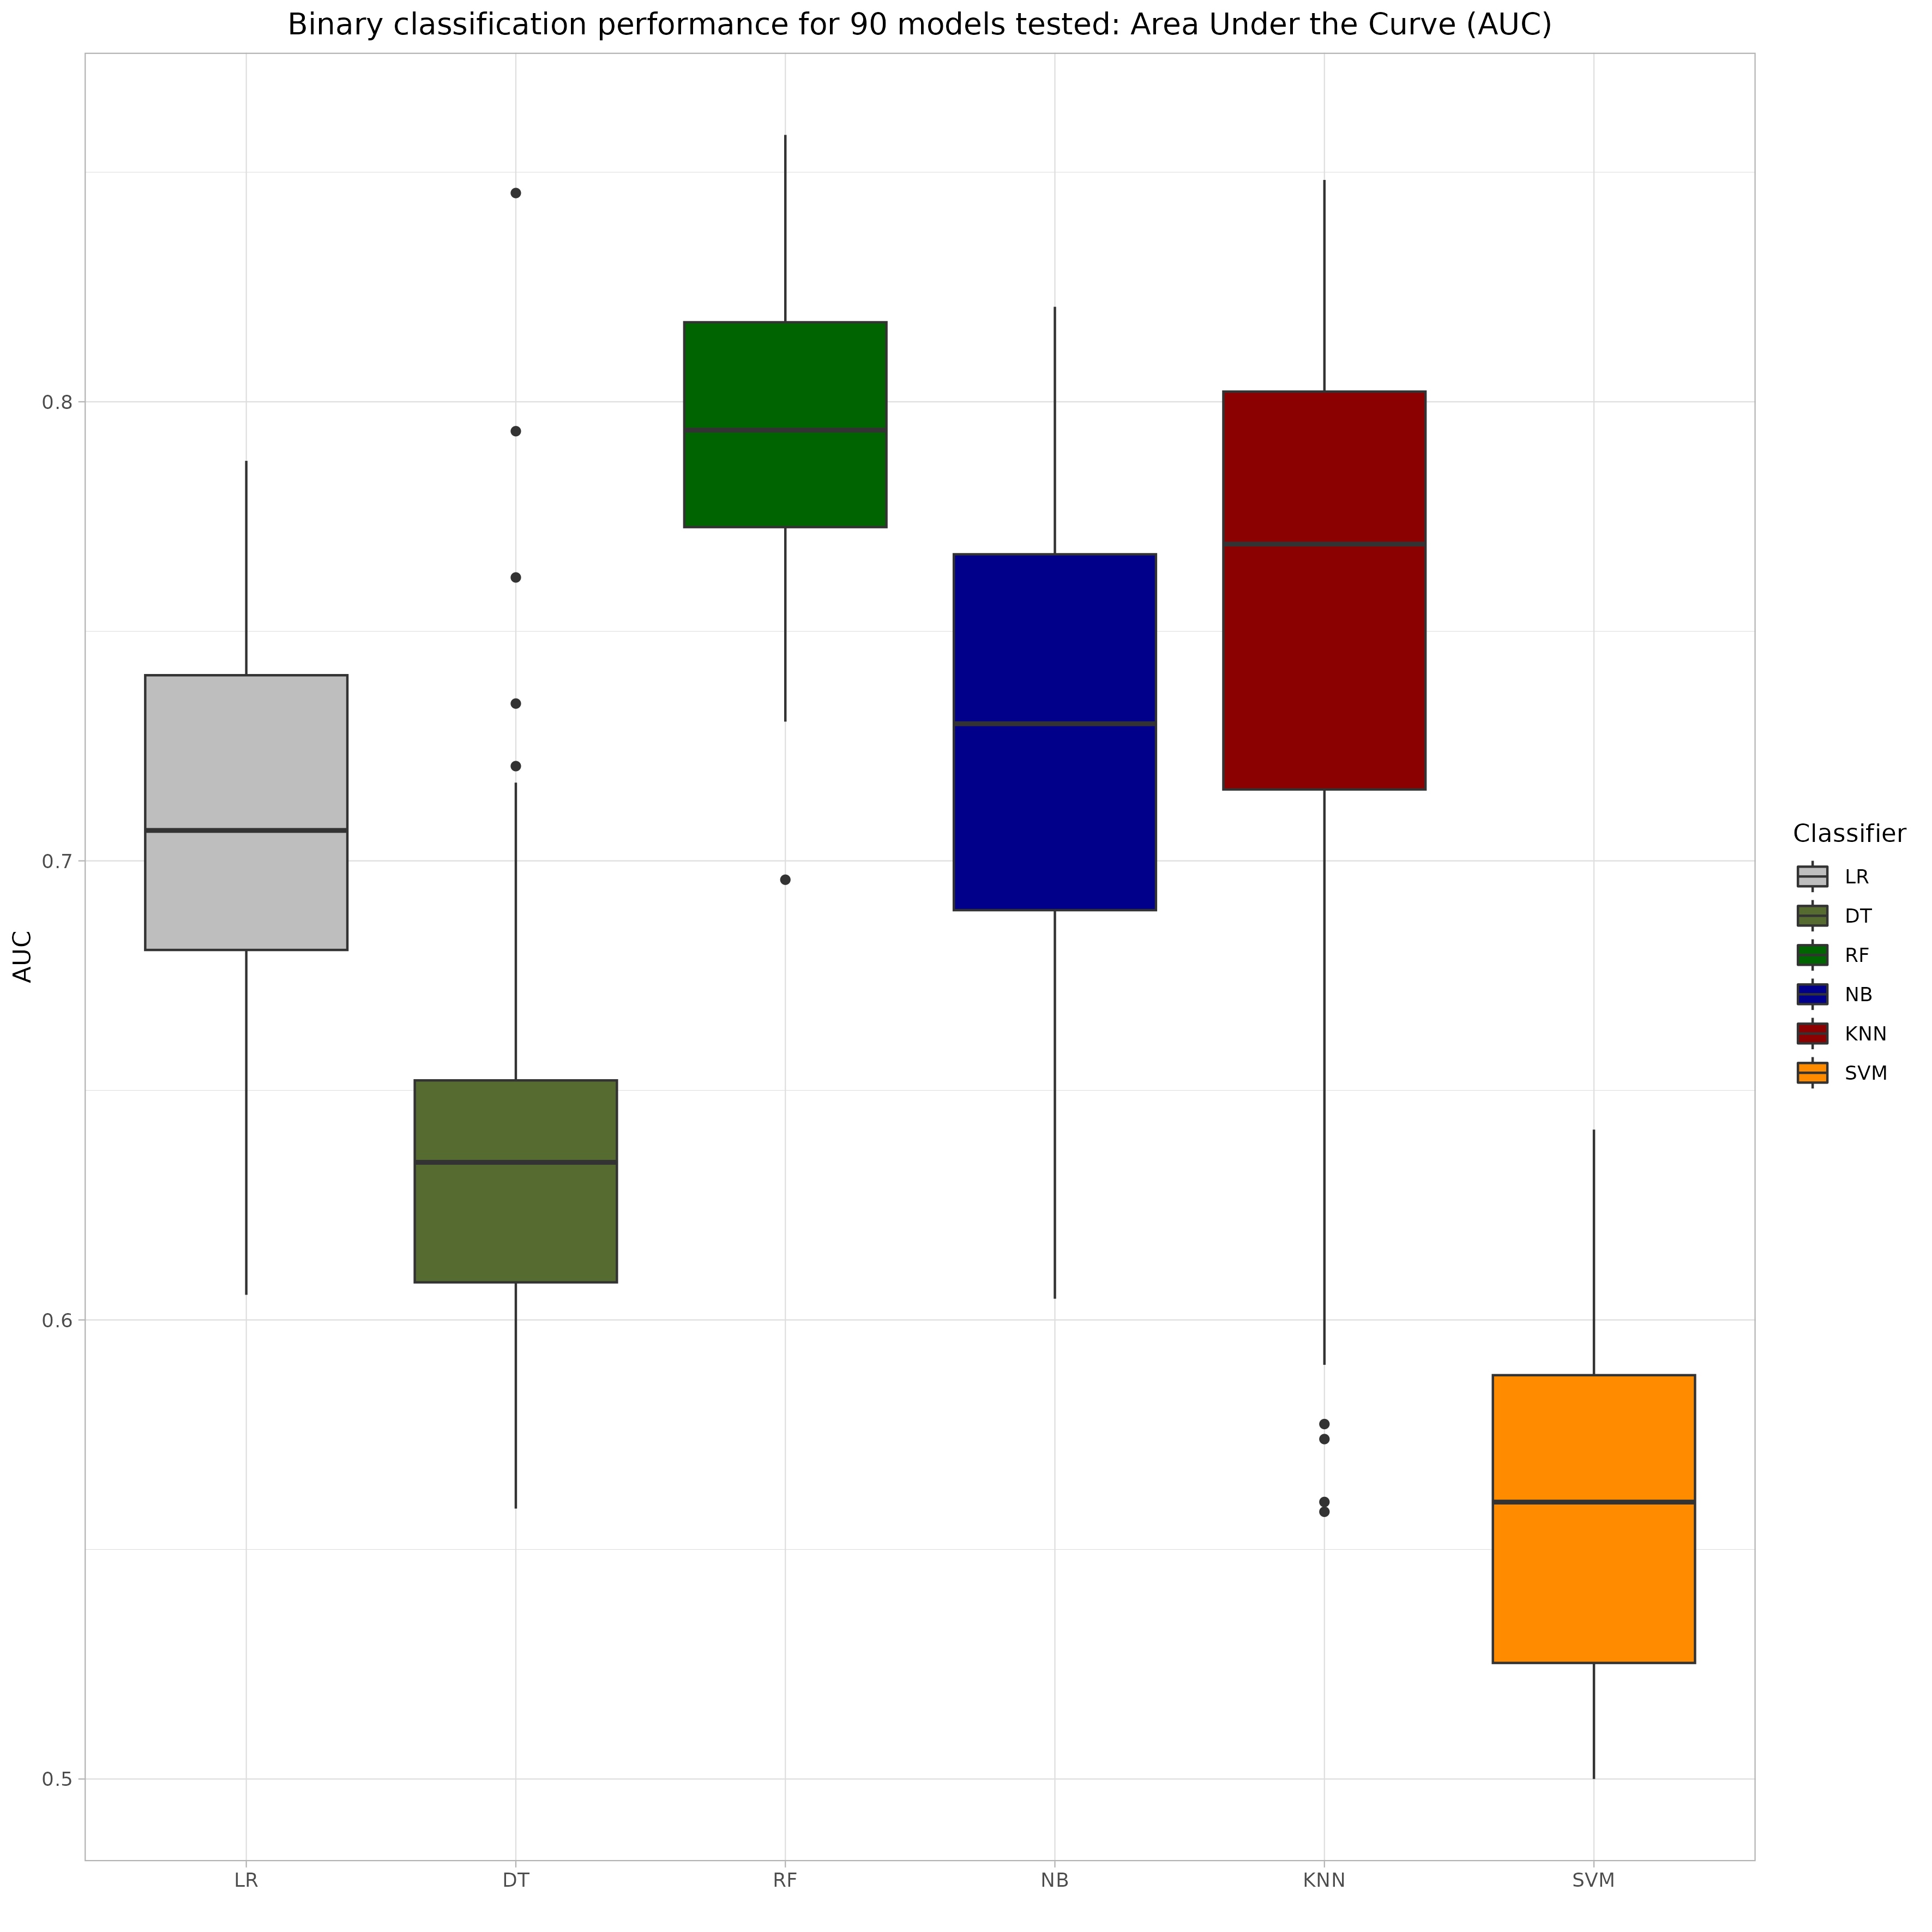 Binary classification performance for 90 models tested: Area Under the Curve (AUC)
AUC
0.8
0.7
0.6
0.5
LR
DT
RF
NB
KNN
SVM
Classifier
LR
DT
RF
NB
KNN
SVM